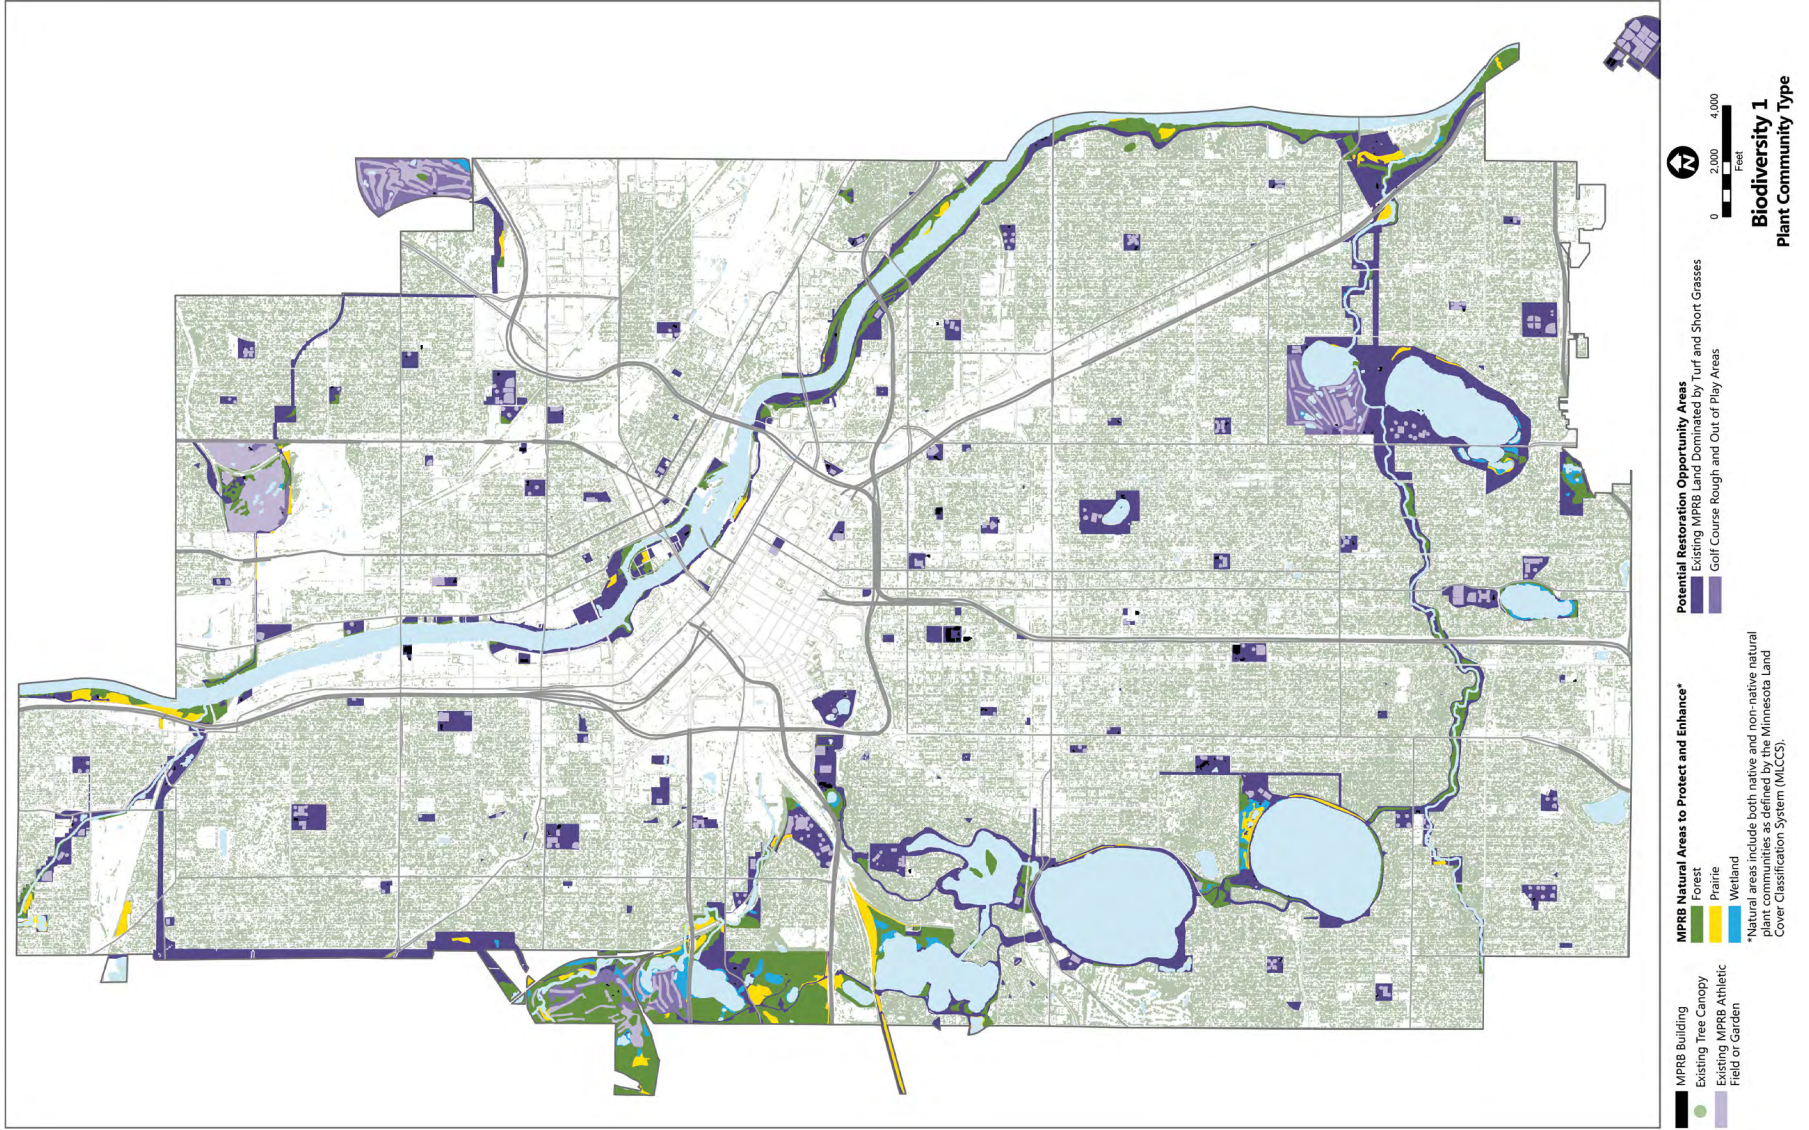 MPRB Building
Existing Tree Canopy
Existing MPRB Athletic
Field or Garden
MPRB Natural Areas to Protect and Enhance*
Forest
Prairie
Wetland
*Natural areas include both native and non-native natural
plant communities as defined by the Minnesota Land
Cover Classification System (MLCCS).
Potential Restoration Opportunity Areas
Existing MPRB Land Dominated by Turf and Short Grasses
Golf Course Rough and Out of Play Areas
N
0 2,000 4,000
Feet
Biodiversity 1
Plant Community Type